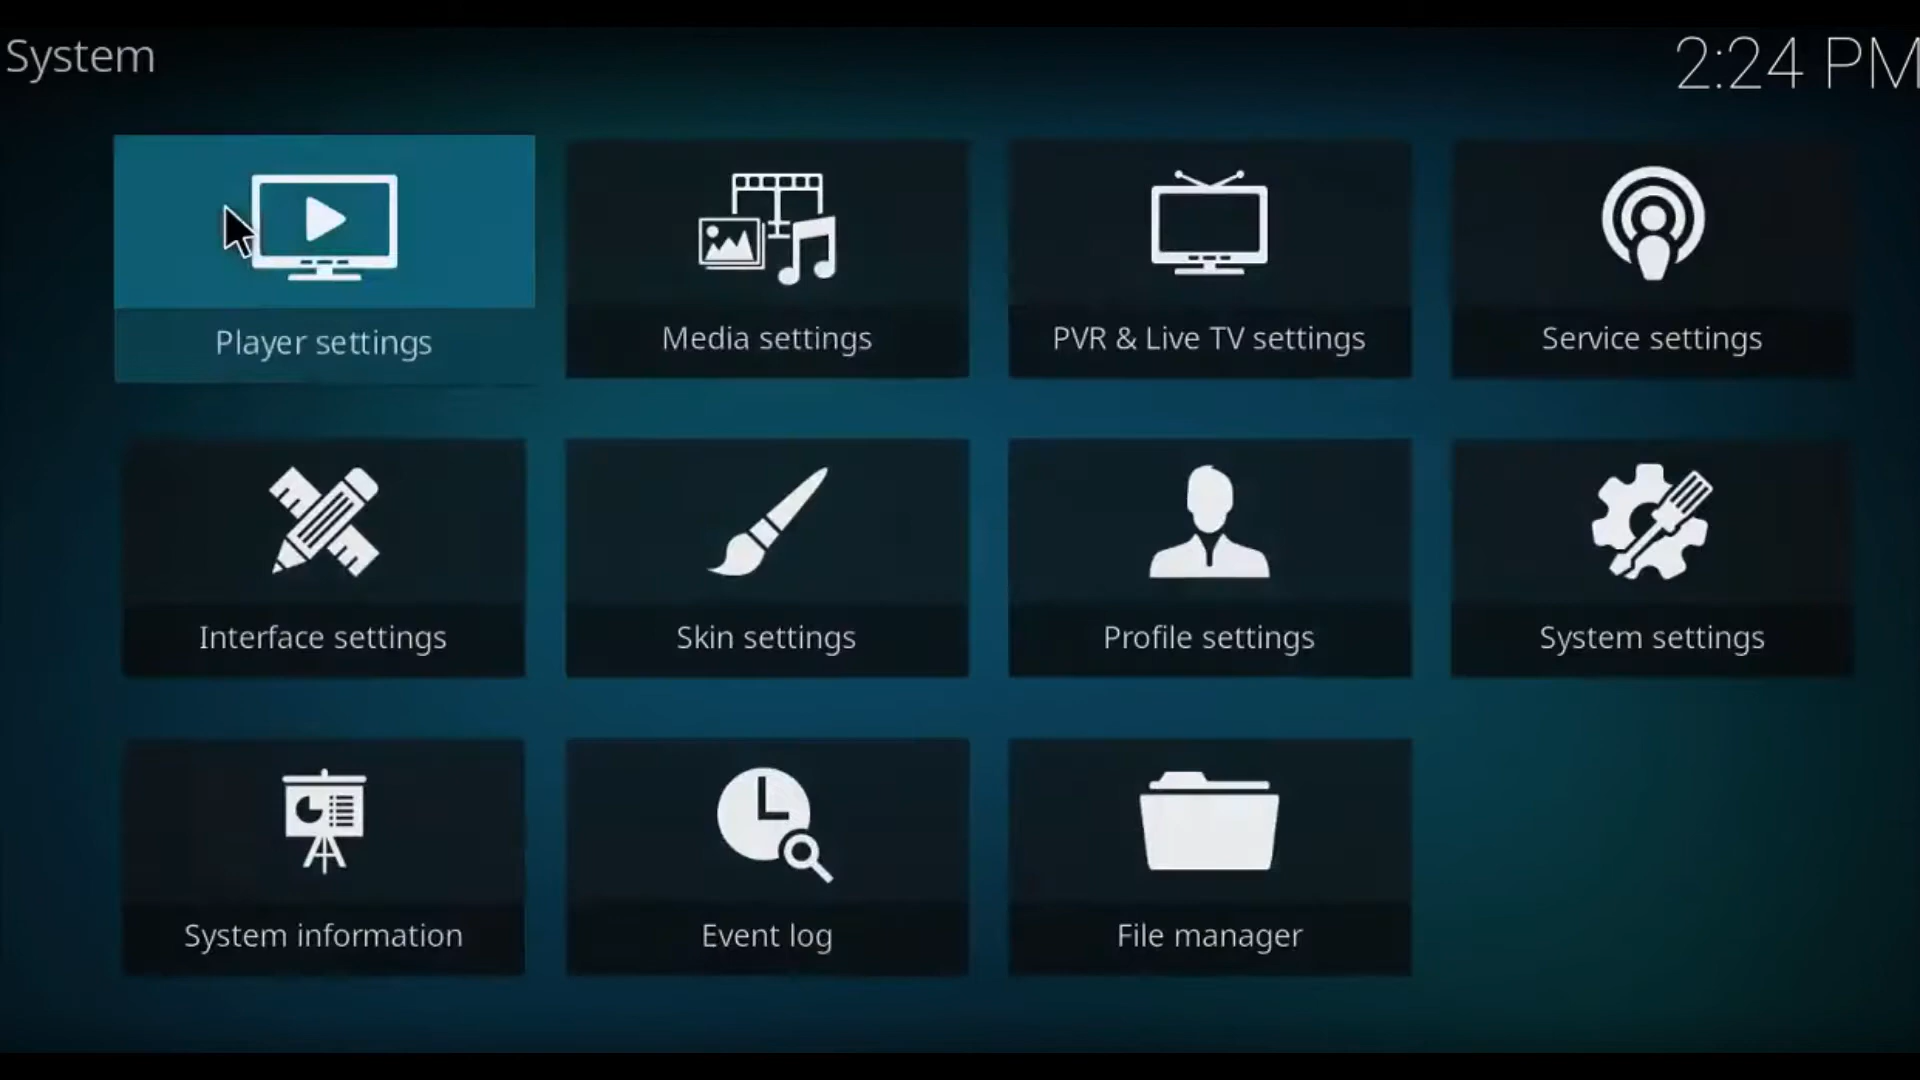 System
2:24 PM
Player settings
Media settings
PVR & Live TV settings
Service settings
Interface settings
Skin settings
Profile settings
System settings
System information
Event log
File manager